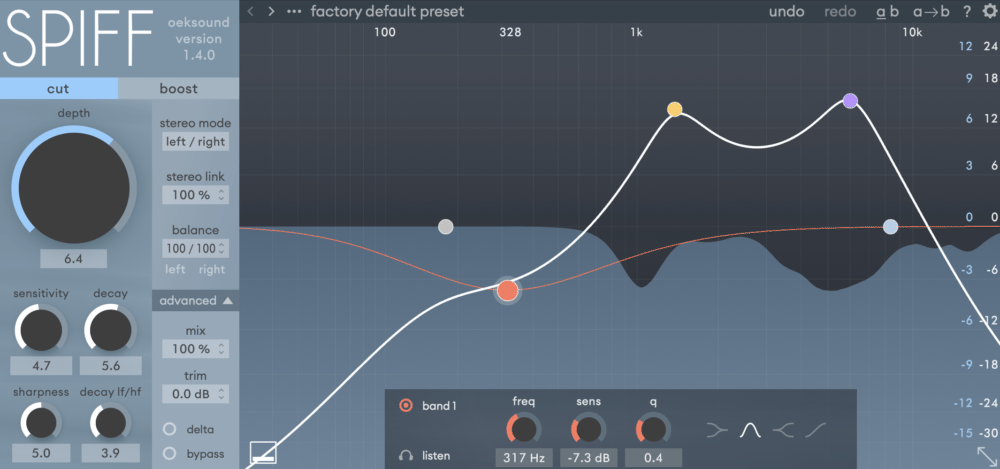 SPIFF
oeksound
version
1.4.0
cut
boost
depth
6.4
sensitivity
decay
4.7
5.6
sharpness
decay lf/hf
5.0
3.9
stereo mode
left / right
stereo link
100 %
balance
100 / 100
left right
advanced
mix
100 %
trim
0.0 dB
delta
bypass
factory default preset
undo
redo
a b
a→b
?
100
328
1k
10k
12 24
9 18
6 12
3 6
0 0
-3 -6
-6 -12
-9 -18
-12 -24
-15 -30
band 1
freq
sens
q
317 Hz
-7.3 dB
0.4
listen